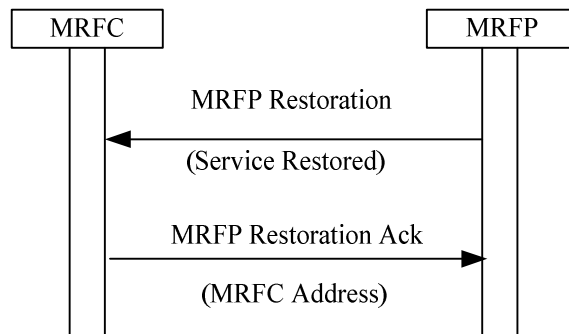 MRFC
MRFP
MRFP Restoration
(Service Restored)
MRFP Restoration Ack
(MRFC Address)